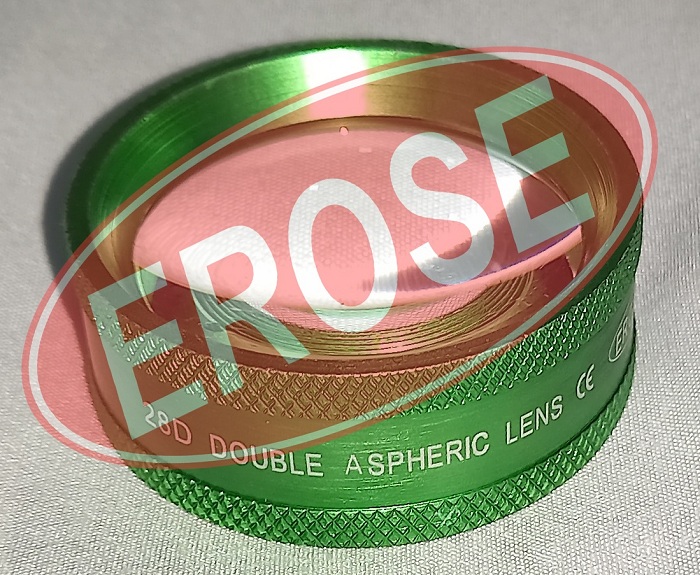 EROSE
28D DOUBLE ASPHERIC LENS CE